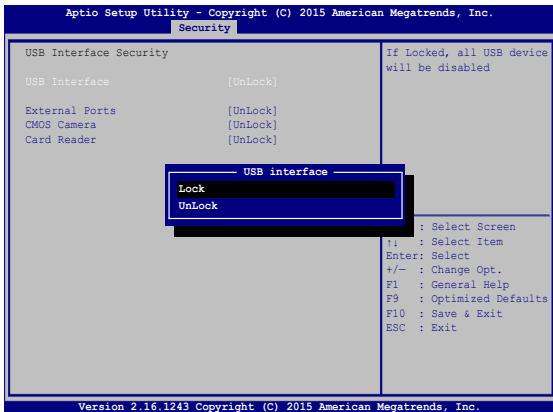 Aptio Setup Utility - Copyright (C) 2015 American Megatrends, Inc.
Security
USB Interface Security
USB Interface [UnLock]
External Ports [UnLock]
CMOS Camera [UnLock]
Card Reader [UnLock]
If Locked, all USB device
will be disabled
USB interface
Lock
UnLock
: Select Screen
↑↓ : Select Item
Enter: Select
+/— : Change Opt.
F1 : General Help
F9 : Optimized Defaults
F10 : Save & Exit
ESC : Exit
Version 2.16.1243 Copyright (C) 2015 American Megatrends, Inc.